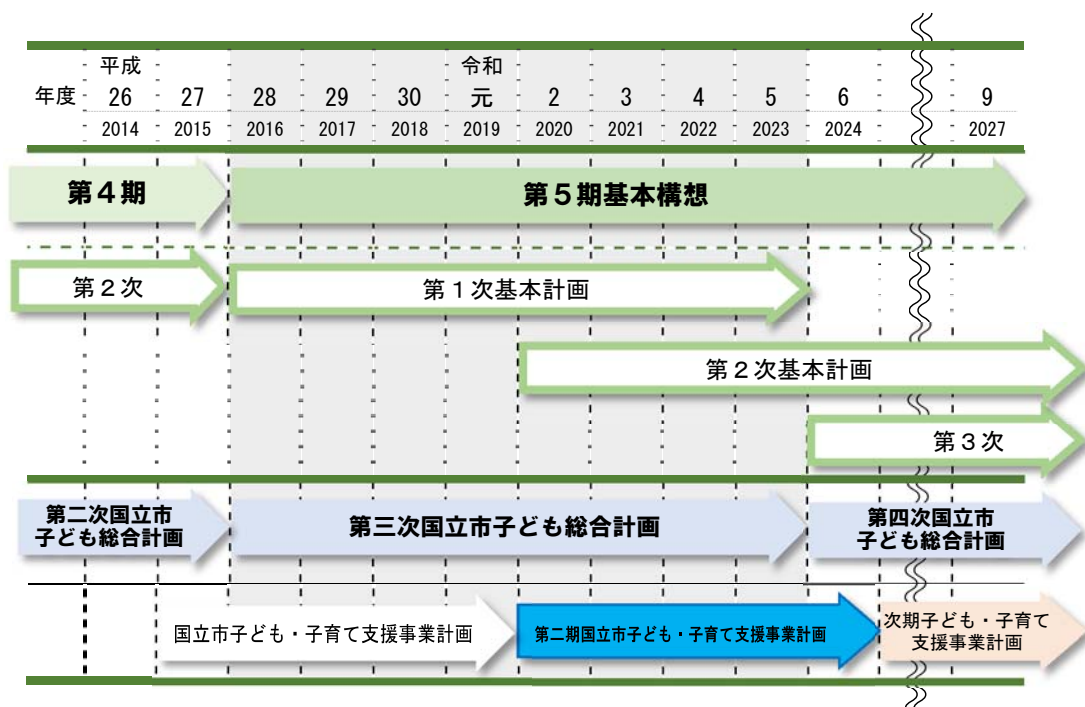 平成 令和
年度 26 27 28 29 30 元 2 3 4 5 6 9
2014 2015 2016 2017 2018 2019 2020 2021 2022 2023 2024 2027
第4期 第5期基本構想
第2次 第1次基本計画
第2次基本計画
第3次
第二次国立市
子ども総合計画
第三次国立市子ども総合計画
第四次国立市
子ども総合計画
国立市子ども・子育て支援事業計画
第二期国立市子ども・子育て支援事業計画
次期子ども・子育て
支援事業計画